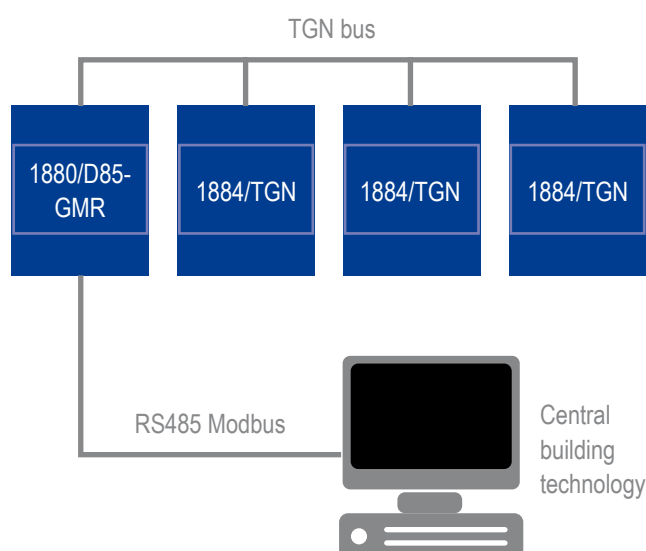 TGN bus
1880/D85-
GMR
1884/TGN
1884/TGN
1884/TGN
RS485 Modbus
Central
building
technology